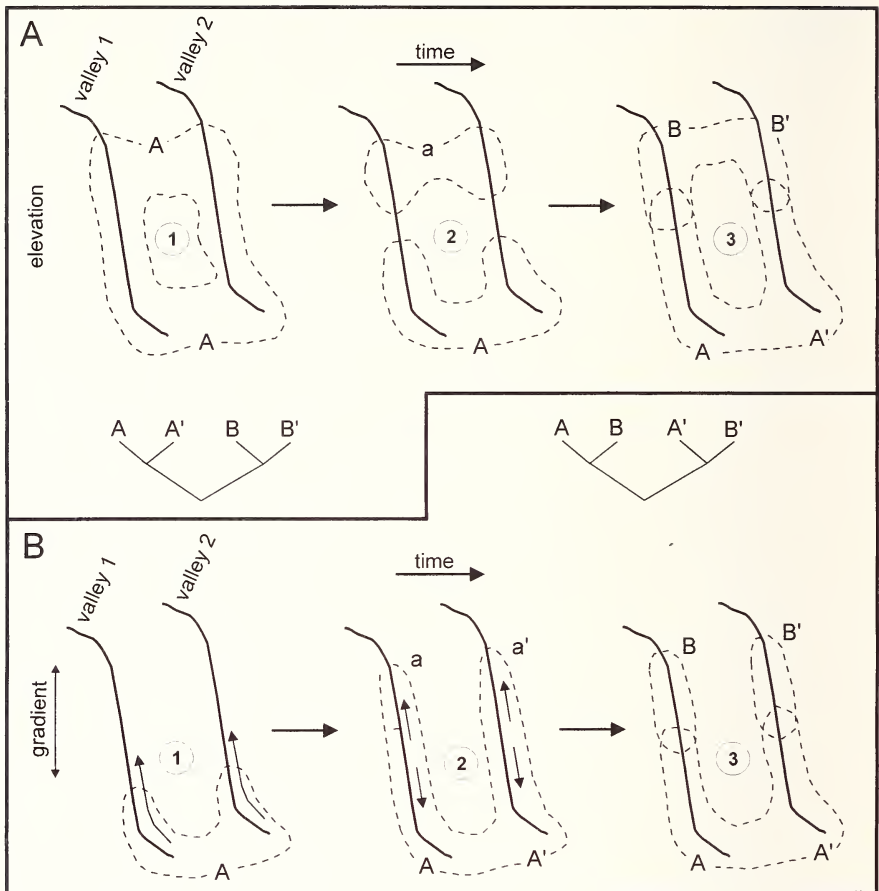 A
valley 1
valley 2
time
elevation
A
1
A
a
2
A
B
B'
3
A
A'
A A' B B'
A B A' B'
B
valley 1
valley 2
time
gradient
1
A
a
a'
2
A
A'
B
B'
3
A
A'